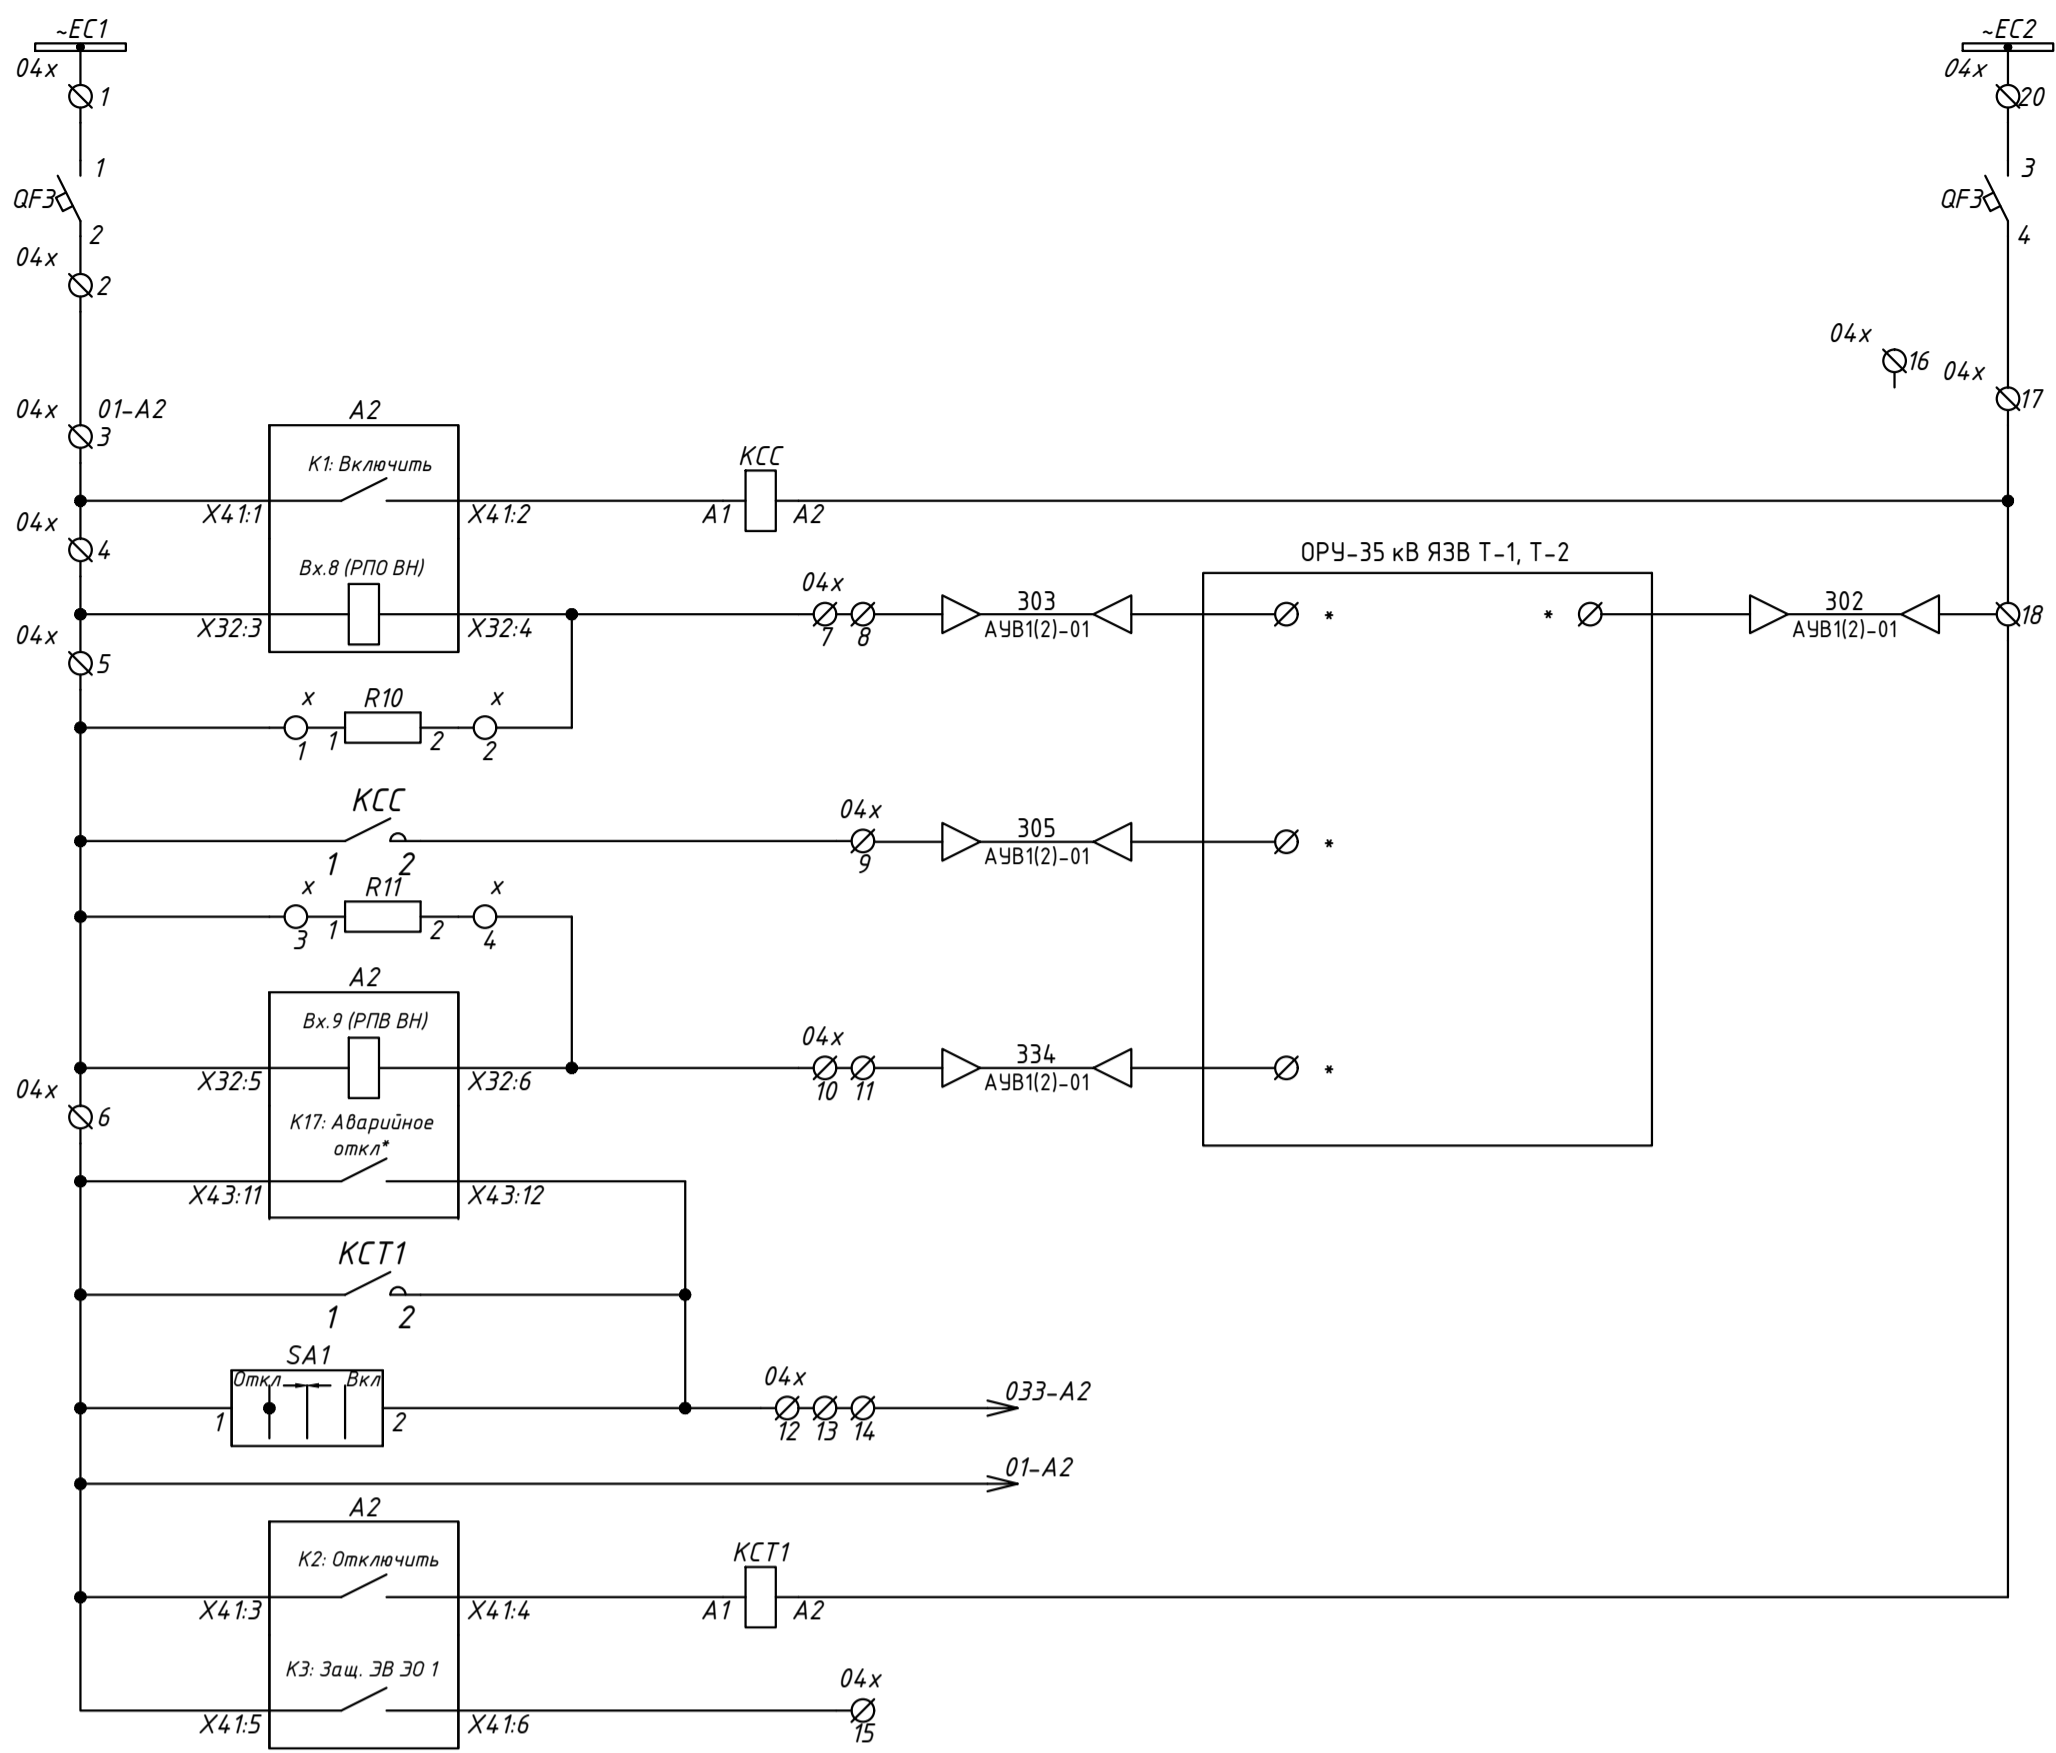 ~EC1
~EC2
04x
1
04x
20
1
QF3
2
3
QF3
4
04x
2
04x
16
04x
17
04x
01-A2
3
A2
K1: Включить
X41:1
X41:2
KCC
A1
A2
04x
4
Вх.8 (РПО ВН)
X32:3
X32:4
04x
7
8
303
АУВ1(2)-01
ОРУ-35 кВ ЯЗВ Т-1, Т-2
*
*
302
АУВ1(2)-01
18
04x
5
x
R10
x
1
1
2
2
KCC
1
2
04x
9
305
АУВ1(2)-01
*
x
R11
x
3
1
2
4
A2
Вх.9 (РПВ ВН)
X32:5
X32:6
04x
10
11
334
АУВ1(2)-01
*
04x
6
K17: Аварийное
откл*
X43:11
X43:12
KCT1
1
2
SA1
Откл
Вкл
1
2
04x
12
13
14
033-A2
01-A2
A2
K2: Отключить
X41:3
X41:4
KCT1
A1
A2
K3: Защ. ЭВ ЭО 1
X41:5
X41:6
04x
15